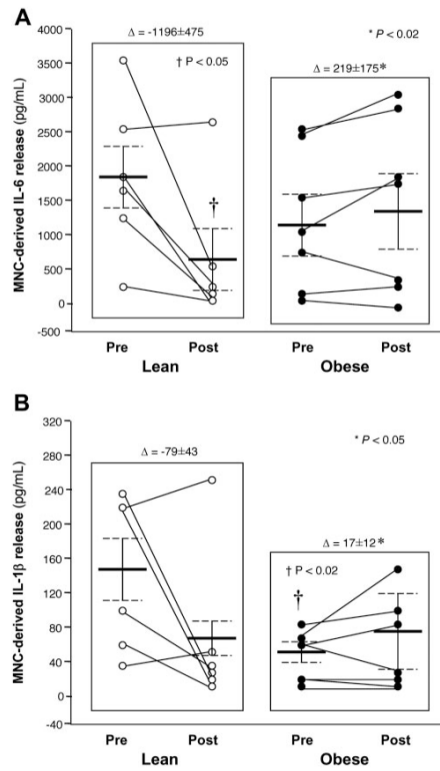 A
4000
3500
3000
2500
2000
1500
1000
500
0
-500
MNC-derived IL-6 release (pg/mL)
Δ = -1196±475
† P < 0.05
†
* P < 0.02
Δ = 219±175*
Pre Post Pre Post
Lean Obese
B
320
280
240
200
160
120
80
40
0
-40
MNC-derived IL-1β release (pg/mL)
Δ = -79±43
* P < 0.05
Δ = 17±12*
† P < 0.02
†
Pre Post Pre Post
Lean Obese